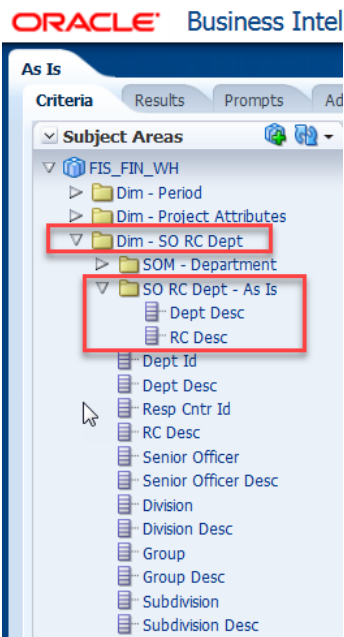 ORACLE Business Intel
As Is
Criteria Results Prompts Ad
Subject Areas
FIS_FIN_WH
Dim - Period
Dim - Project Attributes
Dim - SO RC Dept
SOM - Department
SO RC Dept - As Is
Dept Desc
RC Desc
Dept Id
Dept Desc
Resp Cntr Id
RC Desc
Senior Officer
Senior Officer Desc
Division
Division Desc
Group
Group Desc
Subdivision
Subdivision Desc